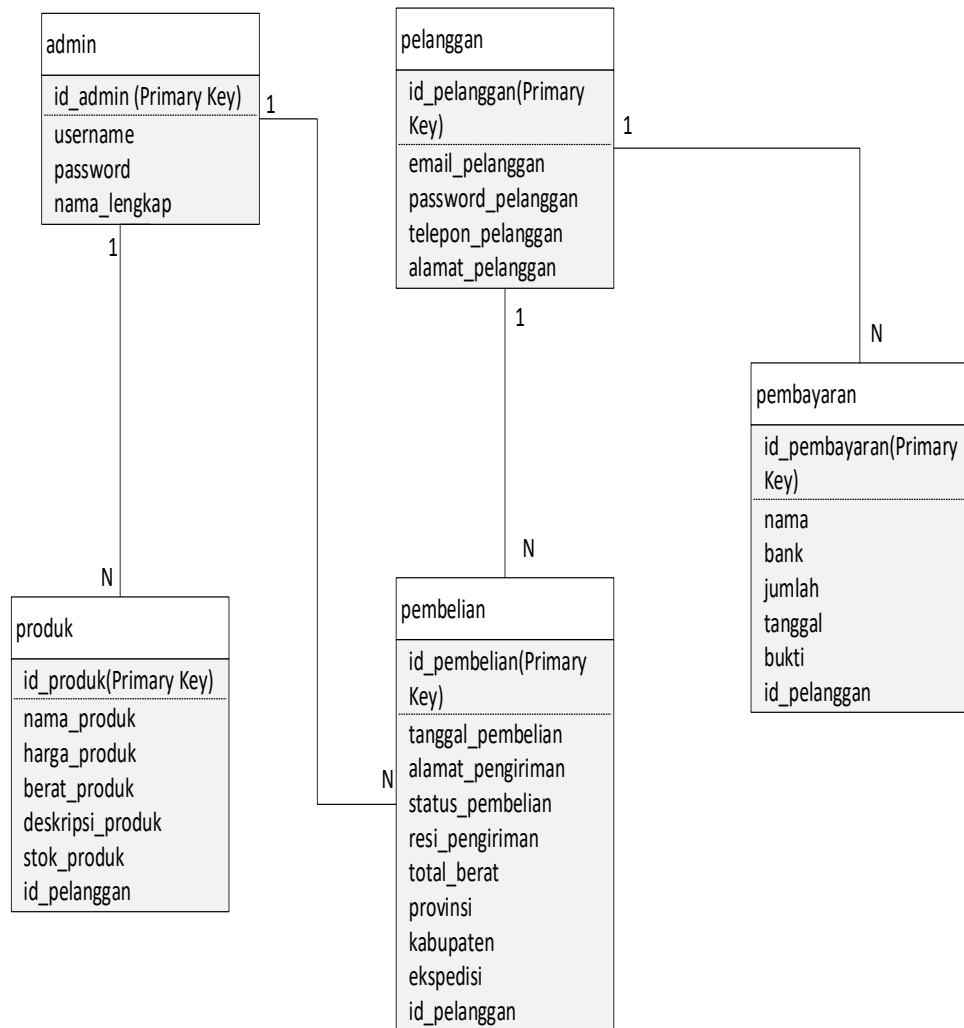 admin
id_admin (Primary Key)
username
password
nama_lengkap
1
1
pelanggan
id_pelanggan(Primary
Key)
email_pelanggan
password_pelanggan
telepon_pelanggan
alamat_pelanggan
1
1
N
pembayaran
id_pembayaran(Primary
Key)
nama
bank
jumlah
tanggal
bukti
id_pelanggan
N
produk
id_produk(Primary Key)
nama_produk
harga_produk
berat_produk
deskripsi_produk
stok_produk
id_pelanggan
N
N
pembelian
id_pembelian(Primary
Key)
tanggal_pembelian
alamat_pengiriman
status_pembelian
resi_pengiriman
total_berat
provinsi
kabupaten
ekspedisi
id_pelanggan